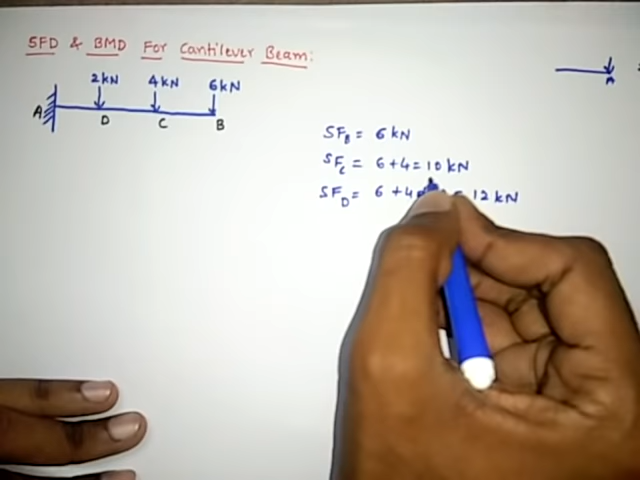 SFD & BMD For Cantilever Beam:
2kN 4kN 6kN
A
D C B
A
SF_B = 6 kN
SF_C = 6+4 = 10 kN
SF_D = 6 +4 = 12 kN